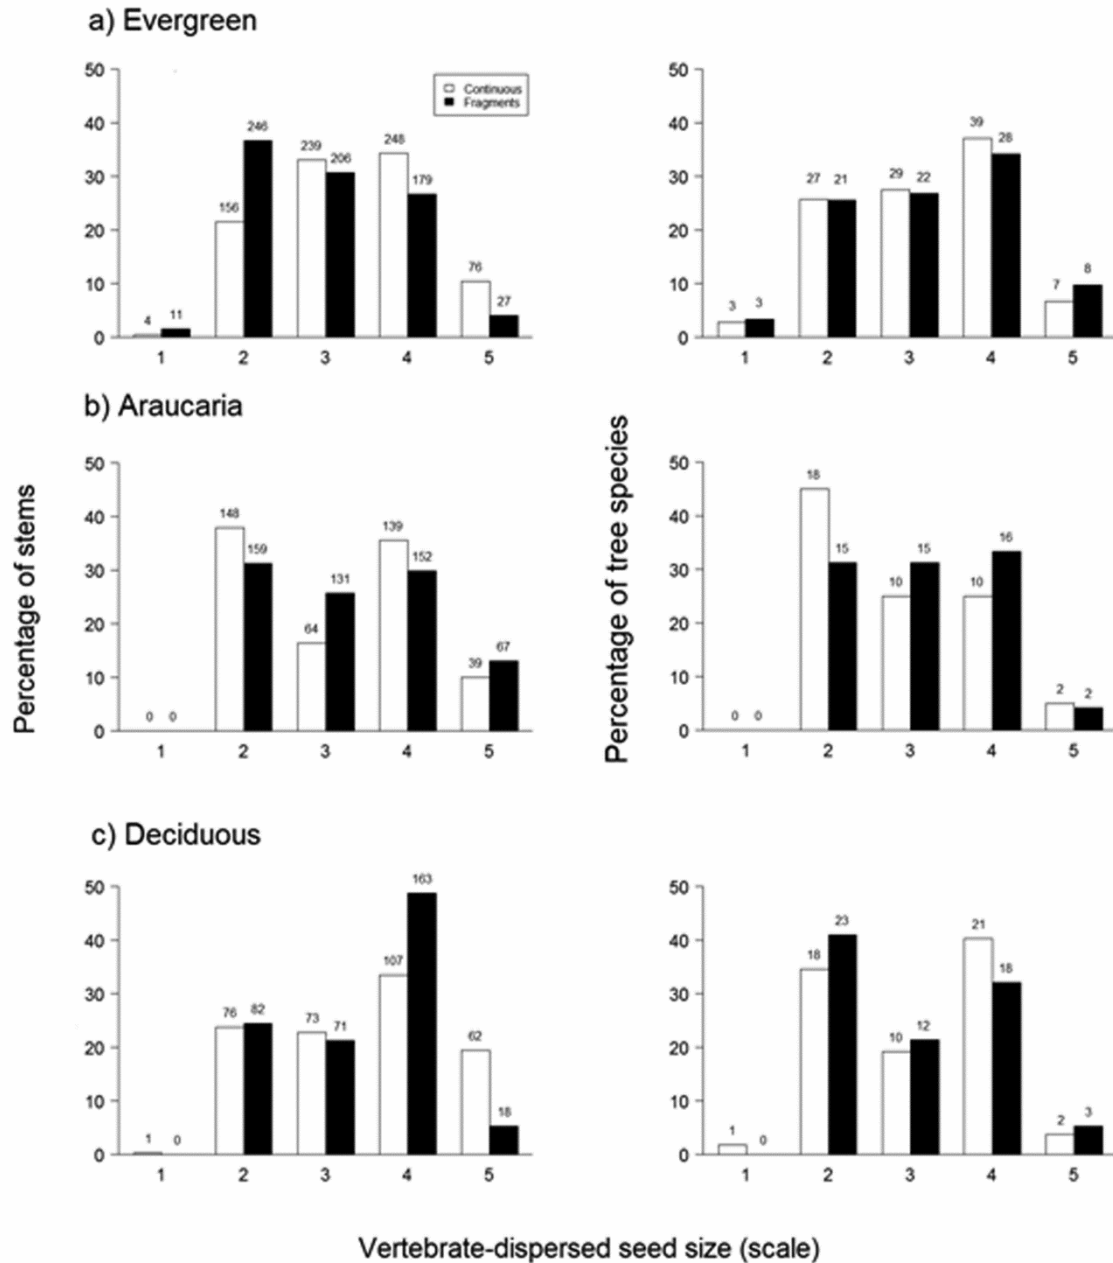 a) Evergreen
50
40
30
20
10
0
Continuous
Fragments
4 11 156 246 239 206 248 179 76 27
1 2 3 4 5
50
40
30
20
10
0
3 3 27 21 29 22 39 28 7 8
1 2 3 4 5
b) Araucaria
Percentage of stems
50
40
30
20
10
0
0 0 148 159 64 131 139 152 39 67
1 2 3 4 5
Percentage of tree species
50
40
30
20
10
0
0 0 18 15 10 15 10 16 2 2
1 2 3 4 5
c) Deciduous
50
40
30
20
10
0
1 0 76 82 73 71 107 163 62 18
1 2 3 4 5
50
40
30
20
10
0
1 0 18 23 10 12 21 18 2 3
1 2 3 4 5
Vertebrate-dispersed seed size (scale)